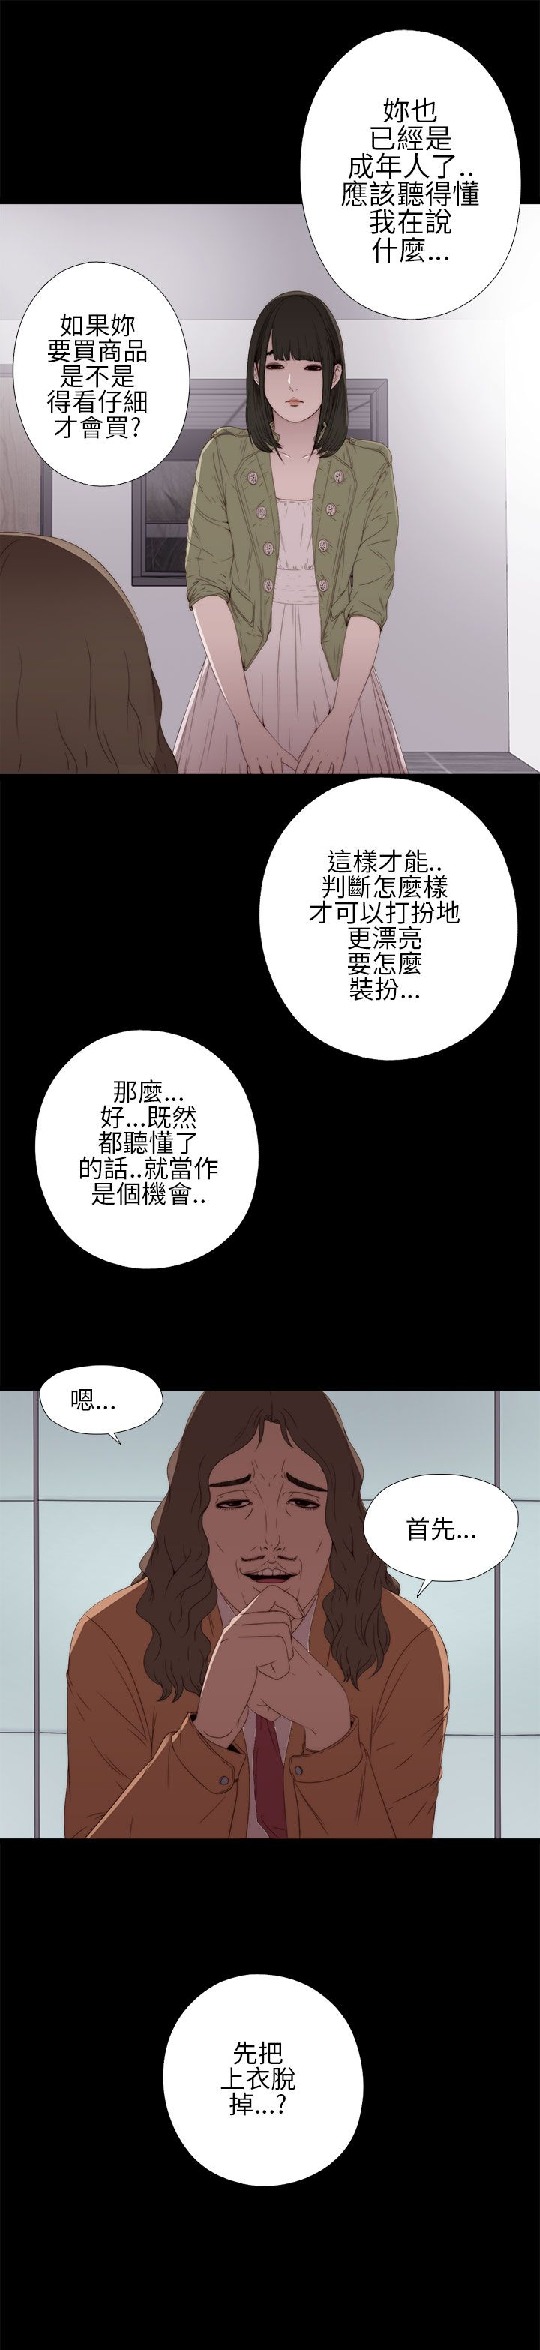 妳也
已經是
成年人了..
應該聽得懂
我在說
什麼...
如果妳
要買商品
是不是
得看仔細
才會買?
這樣才能..
判斷怎麼樣
才可以打扮地
更漂亮
要怎麼
裝扮...
那麼...
好...既然
都聽懂了
的話..就當作
是個機會..
嗯...
首先...
先把
上衣脫
掉...?